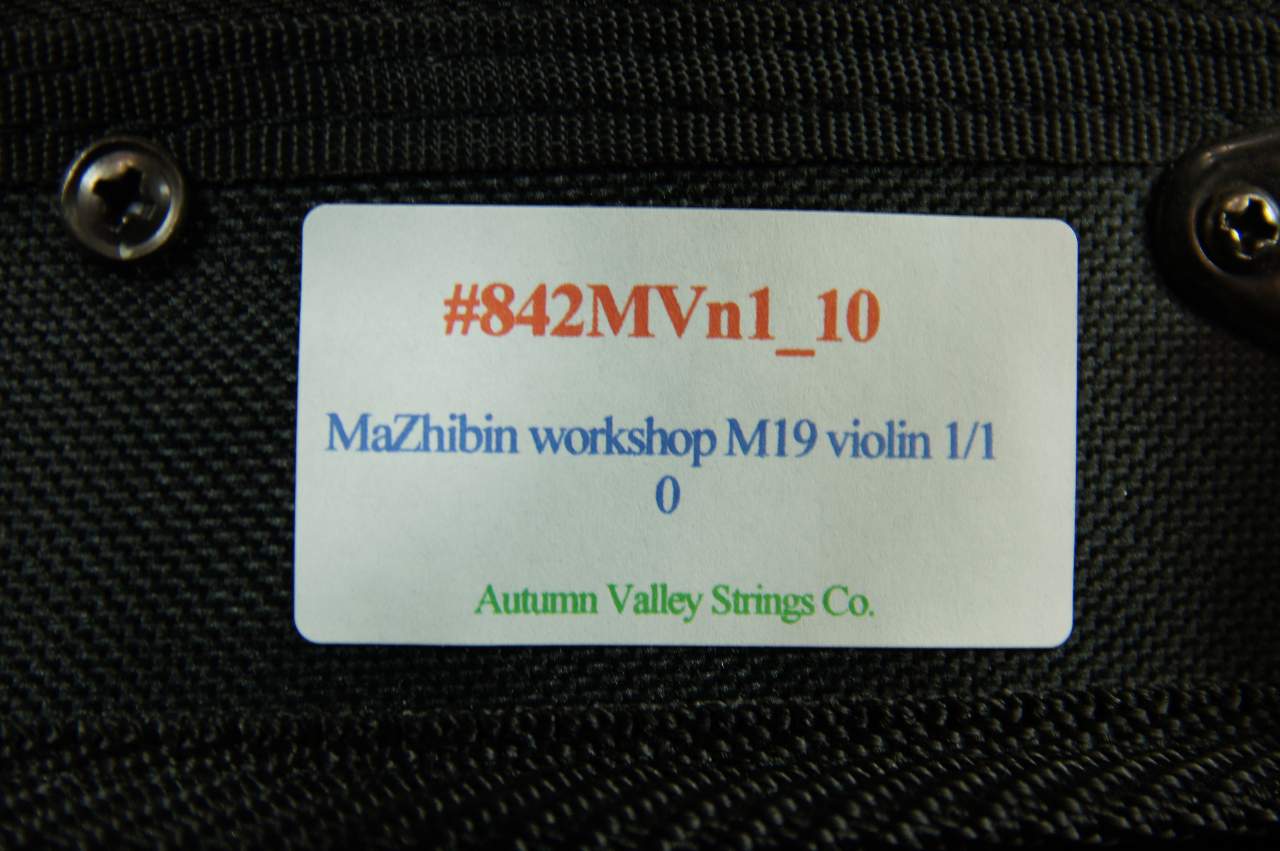 #842MVn1_10
MaZhibin workshop M19 violin 1/1
0
Autumn Valley Strings Co.